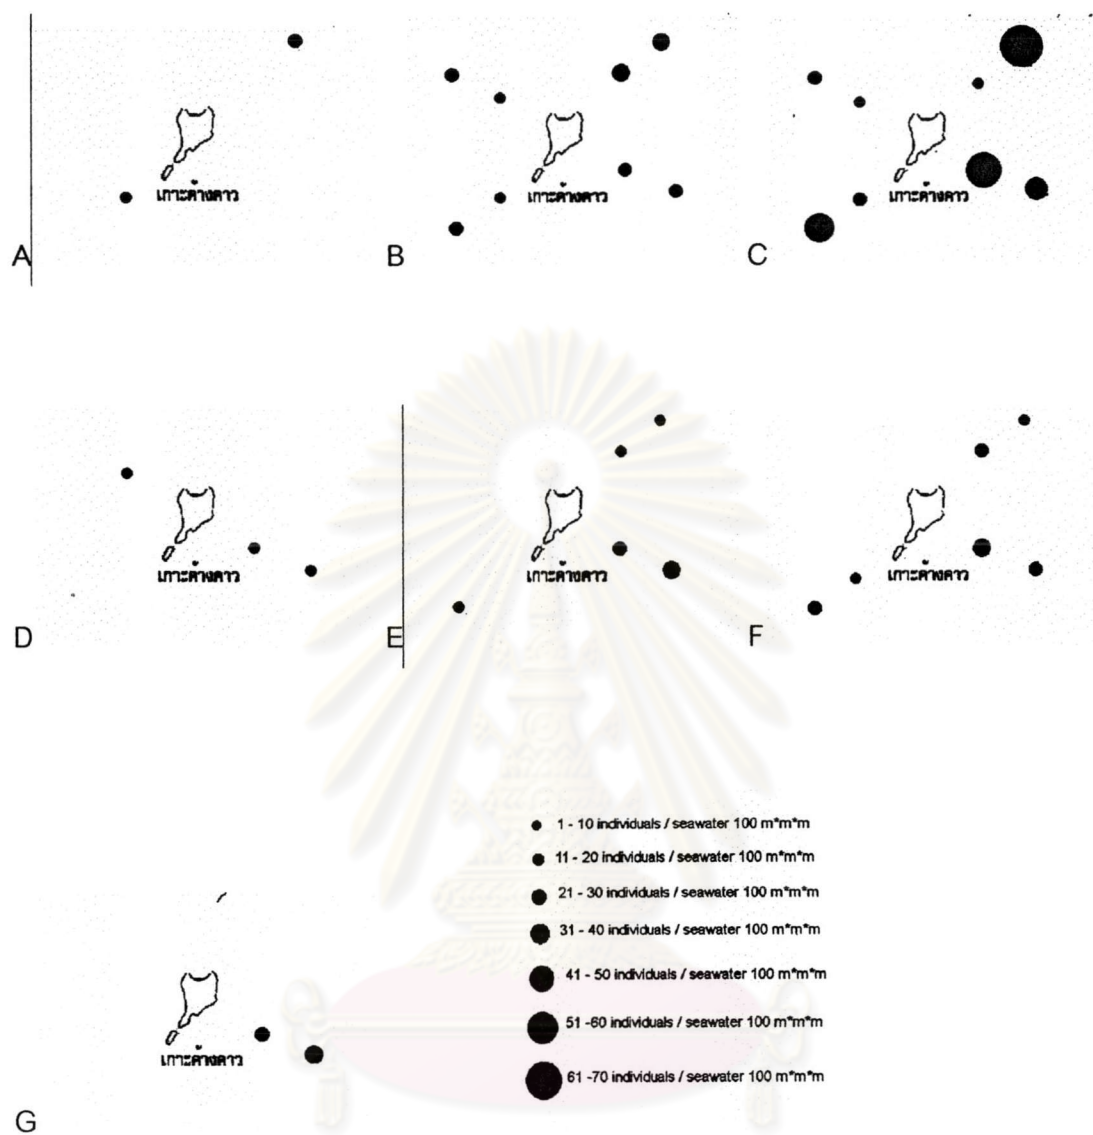 เกาะค้างคาว
เกาะค้างคาว
เกาะค้างคาว
A
B
C
เกาะค้างคาว
เกาะค้างคาว
เกาะค้างคาว
D
E
F
1 - 10 individuals / seawater 100 m*m*m
11 - 20 individuals / seawater 100 m*m*m
21 - 30 individuals / seawater 100 m*m*m
31 - 40 individuals / seawater 100 m*m*m
41 - 50 individuals / seawater 100 m*m*m
51 -60 individuals / seawater 100 m*m*m
61 -70 individuals / seawater 100 m*m*m
เกาะค้างคาว
G